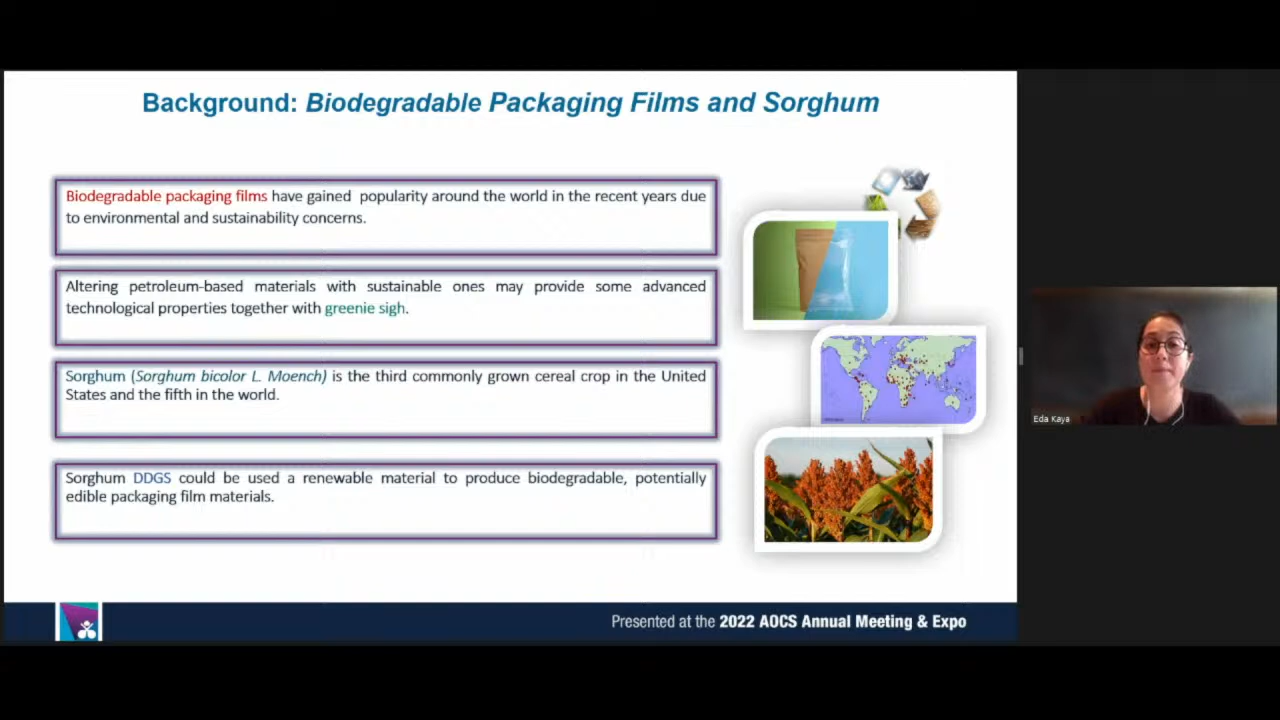 Background: Biodegradable Packaging Films and Sorghum
Biodegradable packaging films have gained popularity around the world in the recent years due
to environmental and sustainability concerns.
Altering petroleum-based materials with sustainable ones may provide some advanced
technological properties together with greenie sigh.
Sorghum (Sorghum bicolor L. Moench) is the third commonly grown cereal crop in the United
States and the fifth in the world.
Sorghum DDGS could be used a renewable material to produce biodegradable, potentially
edible packaging film materials.
Eda Kaya
Presented at the 2022 AOCS Annual Meeting & Expo